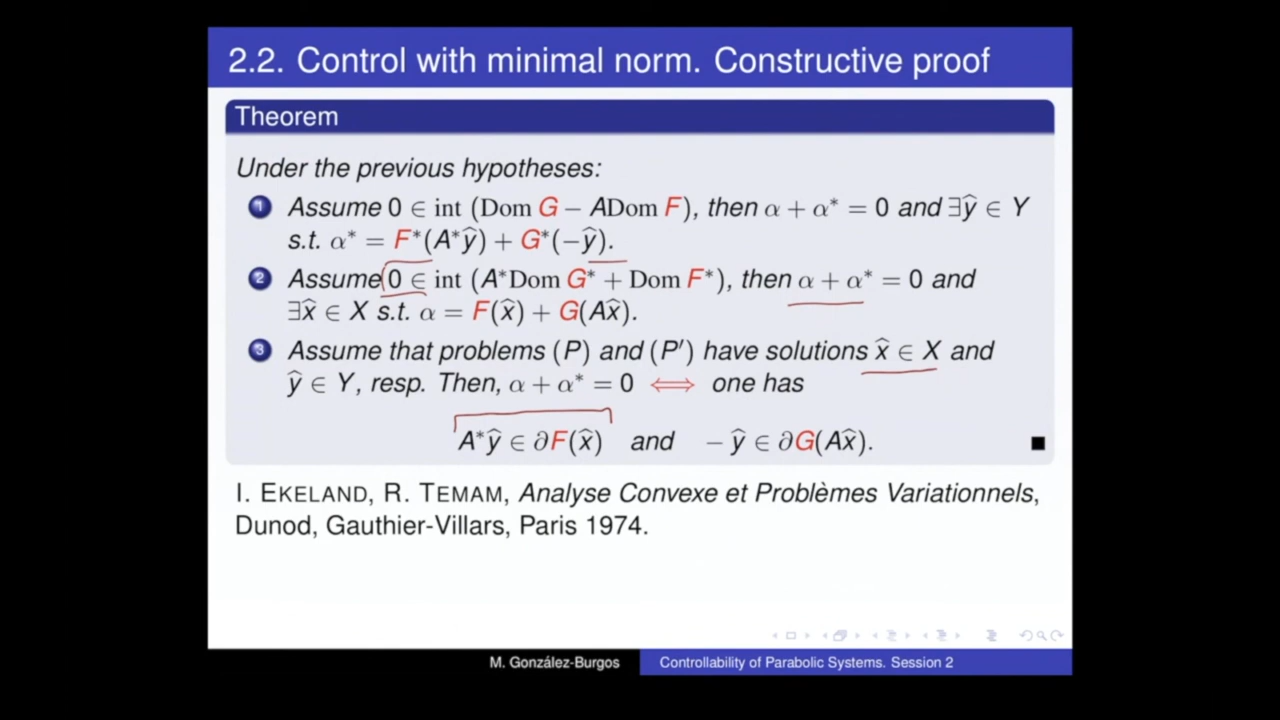 2.2. Control with minimal norm. Constructive proof
Theorem
Under the previous hypotheses:
1 Assume 0 ∈ int (Dom G − ADom F), then α + α* = 0 and ∃ŷ ∈ Y
s.t. α* = F*(A*ŷ) + G*(−ŷ).
2 Assume 0 ∈ int (A*Dom G* + Dom F*), then α + α* = 0 and
∃x̂ ∈ X s.t. α = F(x̂) + G(Ax̂).
3 Assume that problems (P) and (P′) have solutions x̂ ∈ X and
ŷ ∈ Y, resp. Then, α + α* = 0 ⟺ one has
A*ŷ ∈ ∂F(x̂) and − ŷ ∈ ∂G(Ax̂).
I. EKELAND, R. TEMAM, Analyse Convexe et Problèmes Variationnels,
Dunod, Gauthier-Villars, Paris 1974.
M. González-Burgos Controllability of Parabolic Systems. Session 2